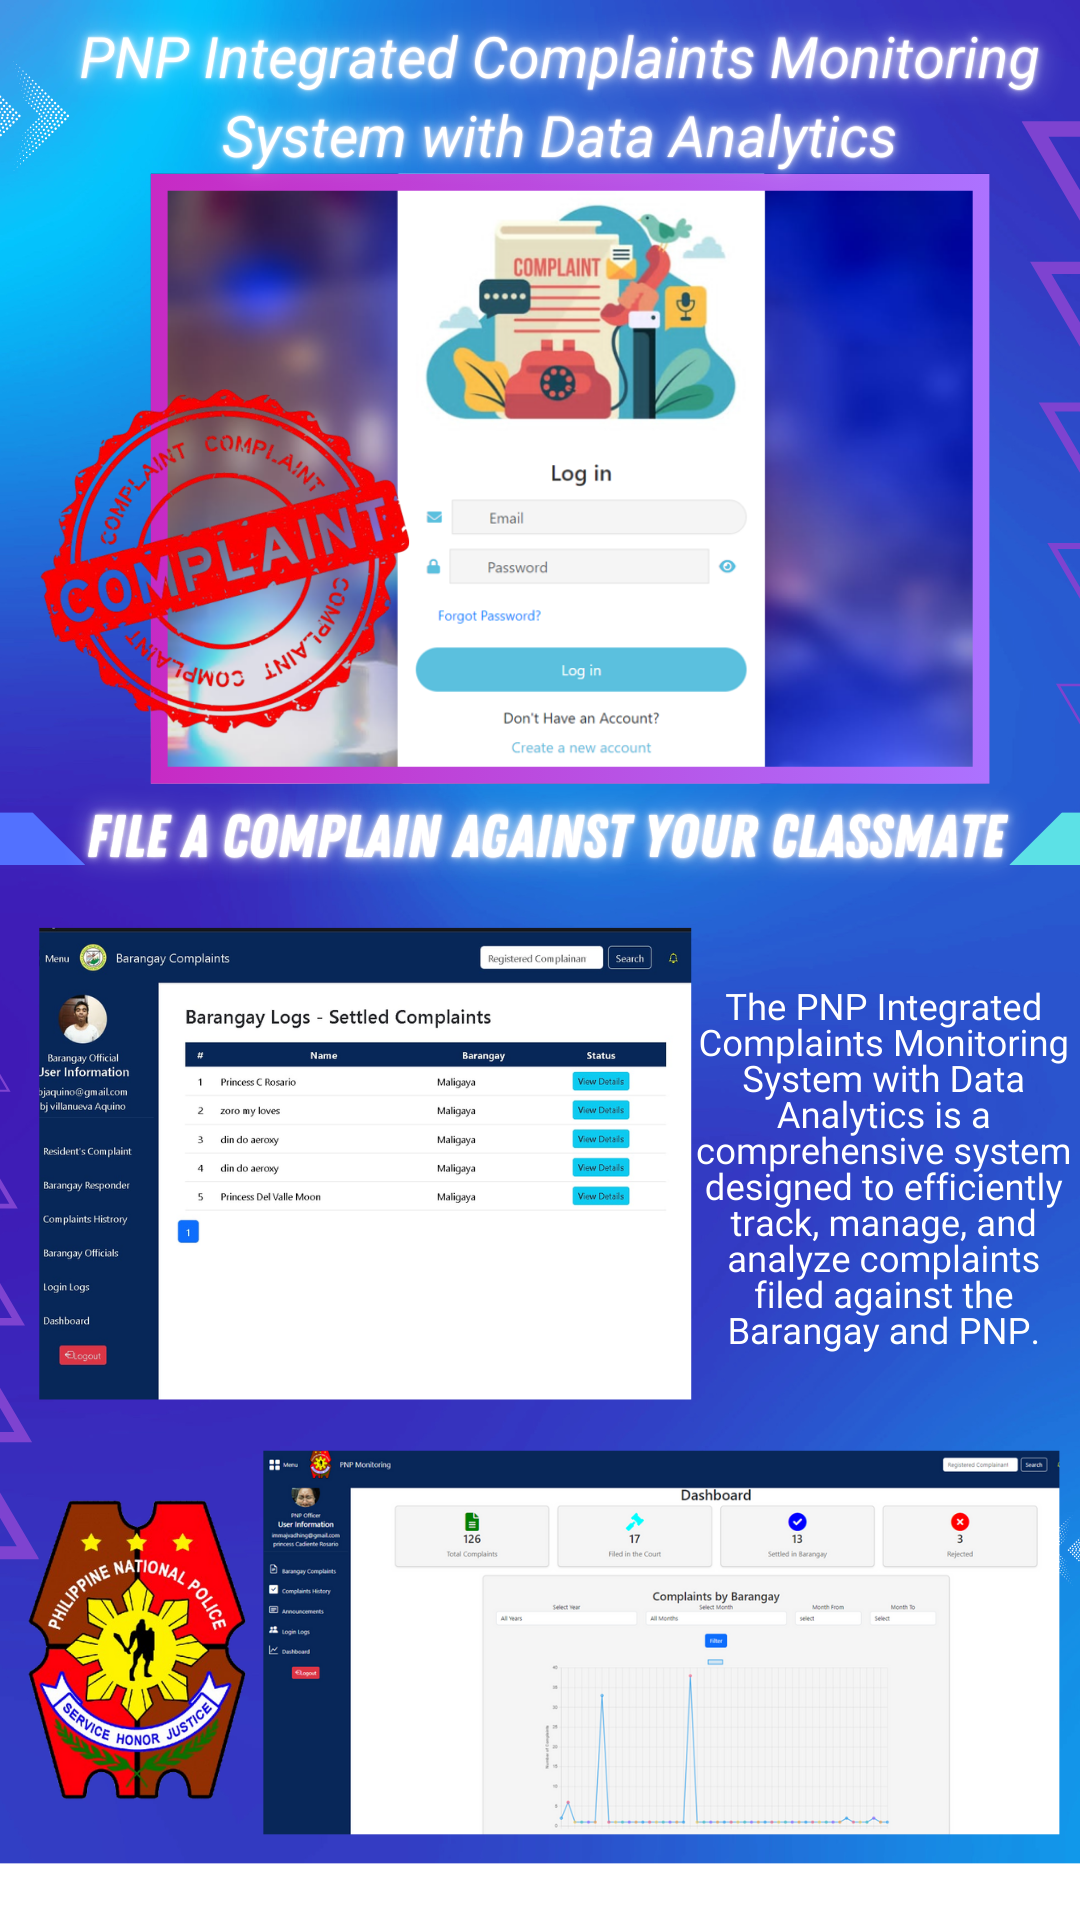 PNP Integrated Complaints Monitoring
System with Data Analytics
COMPLAINT
COMPLAINT COMPLAINT
COMPLAINT
COMPLAINT
COMPLAINT COMPLAINT
Log in
Email
Password
Forgot Password?
Log in
Don't Have an Account?
Create a new account
FILE A COMPLAIN AGAINST YOUR CLASSMATE
Menu Barangay Complaints Registered Complainan Search
Barangay Official
Jser Information
ojaquino@gmail.com
bj villanueva Aquino
Resident's Complaint
Barangay Responder
Complaints Histrory
Barangay Officials
Login Logs
Dashboard
Logout
Barangay Logs - Settled Complaints
# Name Barangay Status
1 Princess C Rosario Maligaya View Details
2 zoro my loves Maligaya View Details
3 din do aeroxy Maligaya View Details
4 din do aeroxy Maligaya View Details
5 Princess Del Valle Moon Maligaya View Details
1
The PNP Integrated
Complaints Monitoring
System with Data
Analytics is a
comprehensive system
designed to efficiently
track, manage, and
analyze complaints
filed against the
Barangay and PNP.
PHILIPPINE NATIONAL POLICE
SERVICE HONOR JUSTICE
Menu PNP Monitoring Registered Complainant Search
PNP Officer
User Information
immajvadhing@gmail.com
princess Cadiente Rosario
Barangay Complaints
Complaints History
Announcements
Login Logs
Dashboard
Logout
Dashboard
126 17 13 3
Total Complaints Filed in the Court Settled in Barangay Rejected
Complaints by Barangay
Select Year Select Month Month From Month To
All Years All Months select Select
Filter
40
35
30
25
20
15
10
5
0
Number of Complaints